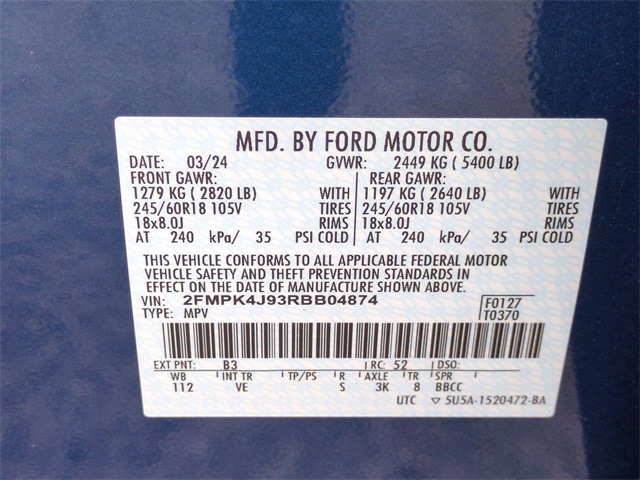 MFD. BY FORD MOTOR CO.
DATE: 03/24 GVWR: 2449 KG ( 5400 LB)
FRONT GAWR: REAR GAWR:
1279 KG ( 2820 LB) WITH 1197 KG ( 2640 LB) WITH
245/60R18 105V TIRES 245/60R18 105V TIRES
18x8.0J RIMS 18x8.0J RIMS
AT 240 kPa/ 35 PSI COLD AT 240 kPa/ 35 PSI COLD
THIS VEHICLE CONFORMS TO ALL APPLICABLE FEDERAL MOTOR
VEHICLE SAFETY AND THEFT PREVENTION STANDARDS IN
EFFECT ON THE DATE OF MANUFACTURE SHOWN ABOVE.
VIN: 2FMPK4J93RBB04874 F0127
TYPE: MPV T0370
EXT PNT: B3 RC: 52 DSO:
WB INT TR TP/PS R AXLE TR SPR
112 VE S 3K 8 BBCC
UTC ▽ 5U5A-1520472-BA